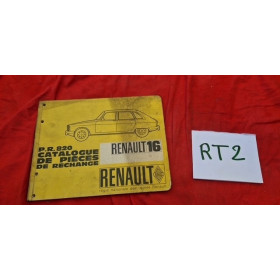 RENAULT 16
P.R. 820
CATALOGUE
DE PIÈCES
DE RECHANGE
RENAULT
RT2